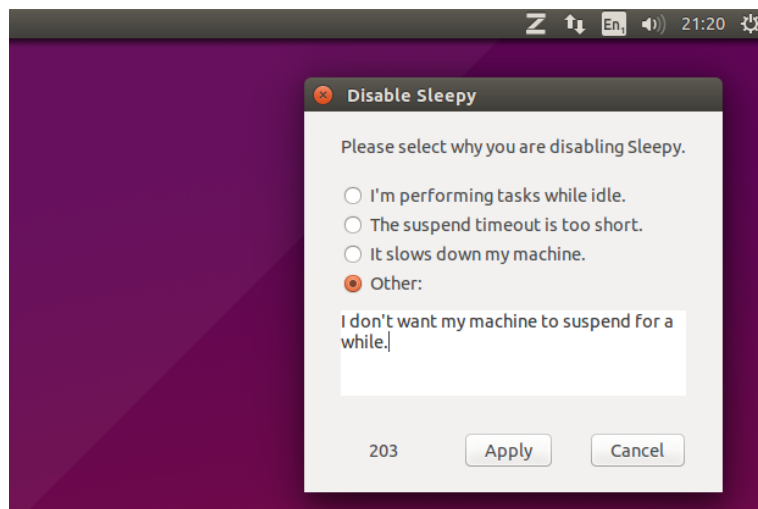 Z En1 21:20
Disable Sleepy
Please select why you are disabling Sleepy.
I'm performing tasks while idle.
The suspend timeout is too short.
It slows down my machine.
Other:
I don't want my machine to suspend for a
while.
203 Apply Cancel